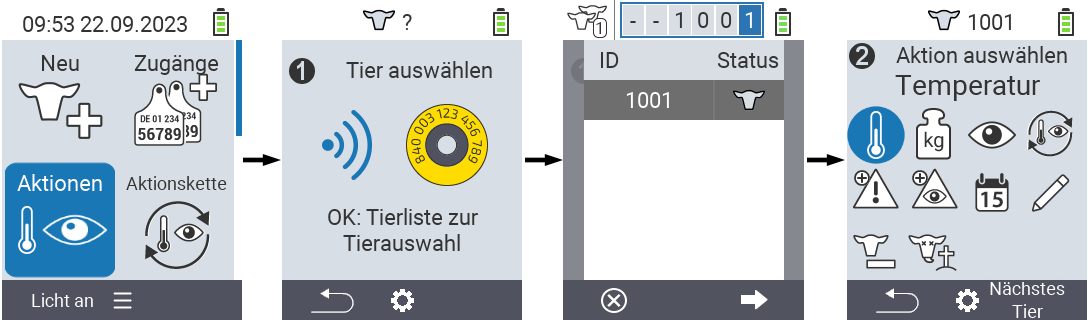 09:53 22.09.2023
Neu
Zugänge
DE 01 234
56789
234
89
Aktionen
Aktionskette
Licht an
?
1
Tier auswählen
840 003 123 456 789
OK: Tierliste zur
Tierauswahl
1
- - 1 0 0 1
ID
Status
1001
1001
2
Aktion auswählen
Temperatur
kg
15
Nächstes
Tier